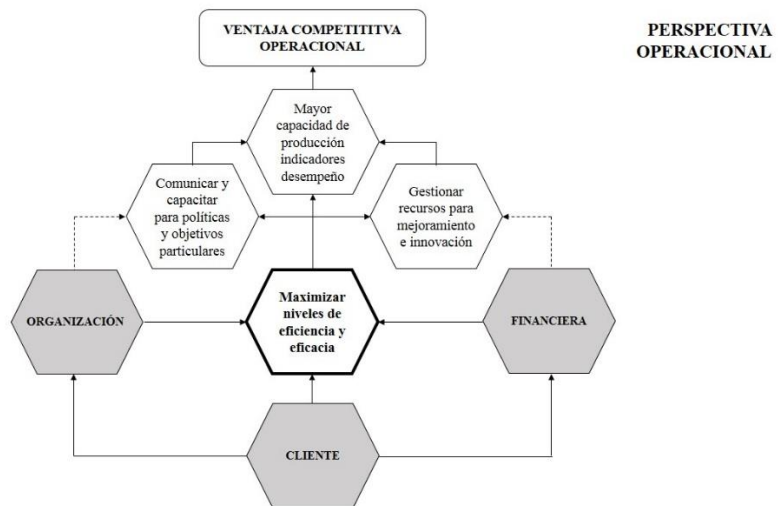 VENTAJA COMPETITITVA
OPERACIONAL
PERSPECTIVA
OPERACIONAL
Mayor
capacidad de
producción
indicadores
desempeño
Comunicar y
capacitar
para políticas
y objetivos
particulares
Gestionar
recursos para
mejoramiento
e innovación
ORGANIZACIÓN
Maximizar
niveles de
eficiencia y
eficacia
FINANCIERA
CLIENTE